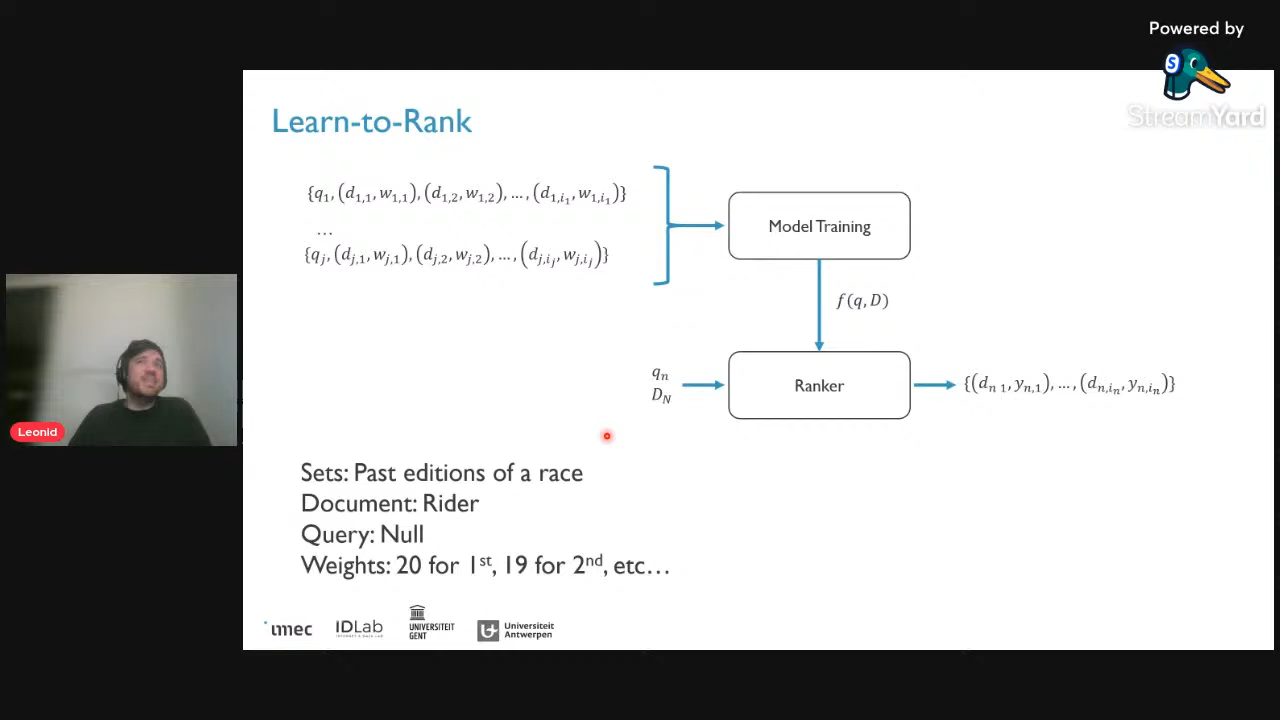 Powered by
StreamYard
Learn-to-Rank
{q₁, (d₁,₁, w₁,₁), (d₁,₂, w₁,₂), …, (d₁,ᵢ₁, w₁,ᵢ₁)}
…
{qⱼ, (dⱼ,₁, wⱼ,₁), (dⱼ,₂, wⱼ,₂), …, (dⱼ,ᵢⱼ, wⱼ,ᵢⱼ)}
Model Training
f(q, D)
qₙ
D_N
Ranker
{(dₙ ₁, yₙ,₁), …, (dₙ,ᵢₙ, yₙ,ᵢₙ)}
Leonid
Sets: Past editions of a race
Document: Rider
Query: Null
Weights: 20 for 1st, 19 for 2nd, etc…
imec
IDLab
UNIVERSITEIT
GENT
Universiteit
Antwerpen